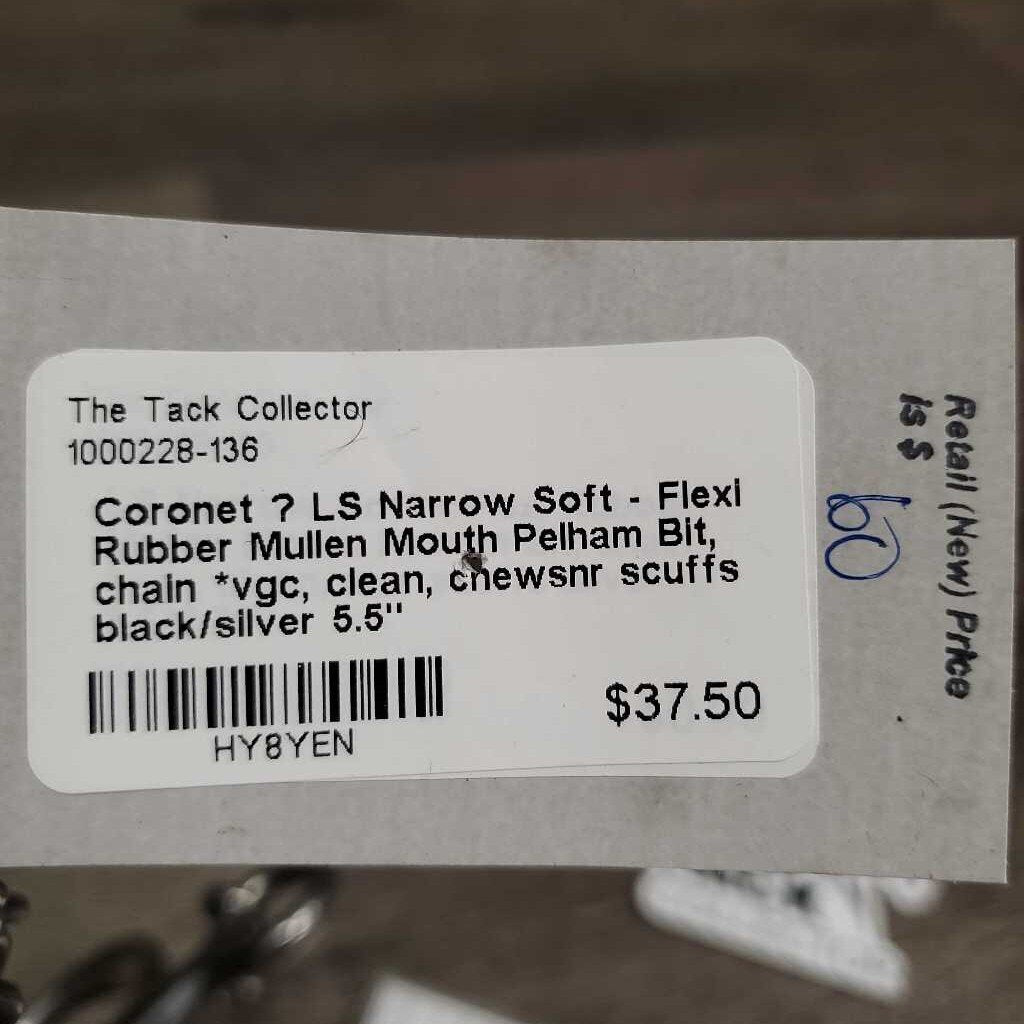 The Tack Collector
1000228-136
Coronet ? LS Narrow Soft - Flexi
Rubber Mullen Mouth Pelham Bit,
chain *vgc, clean, chewsnr scuffs
black/silver 5.5"
HY8YEN
$37.50
Retail (New) Price
is $
60